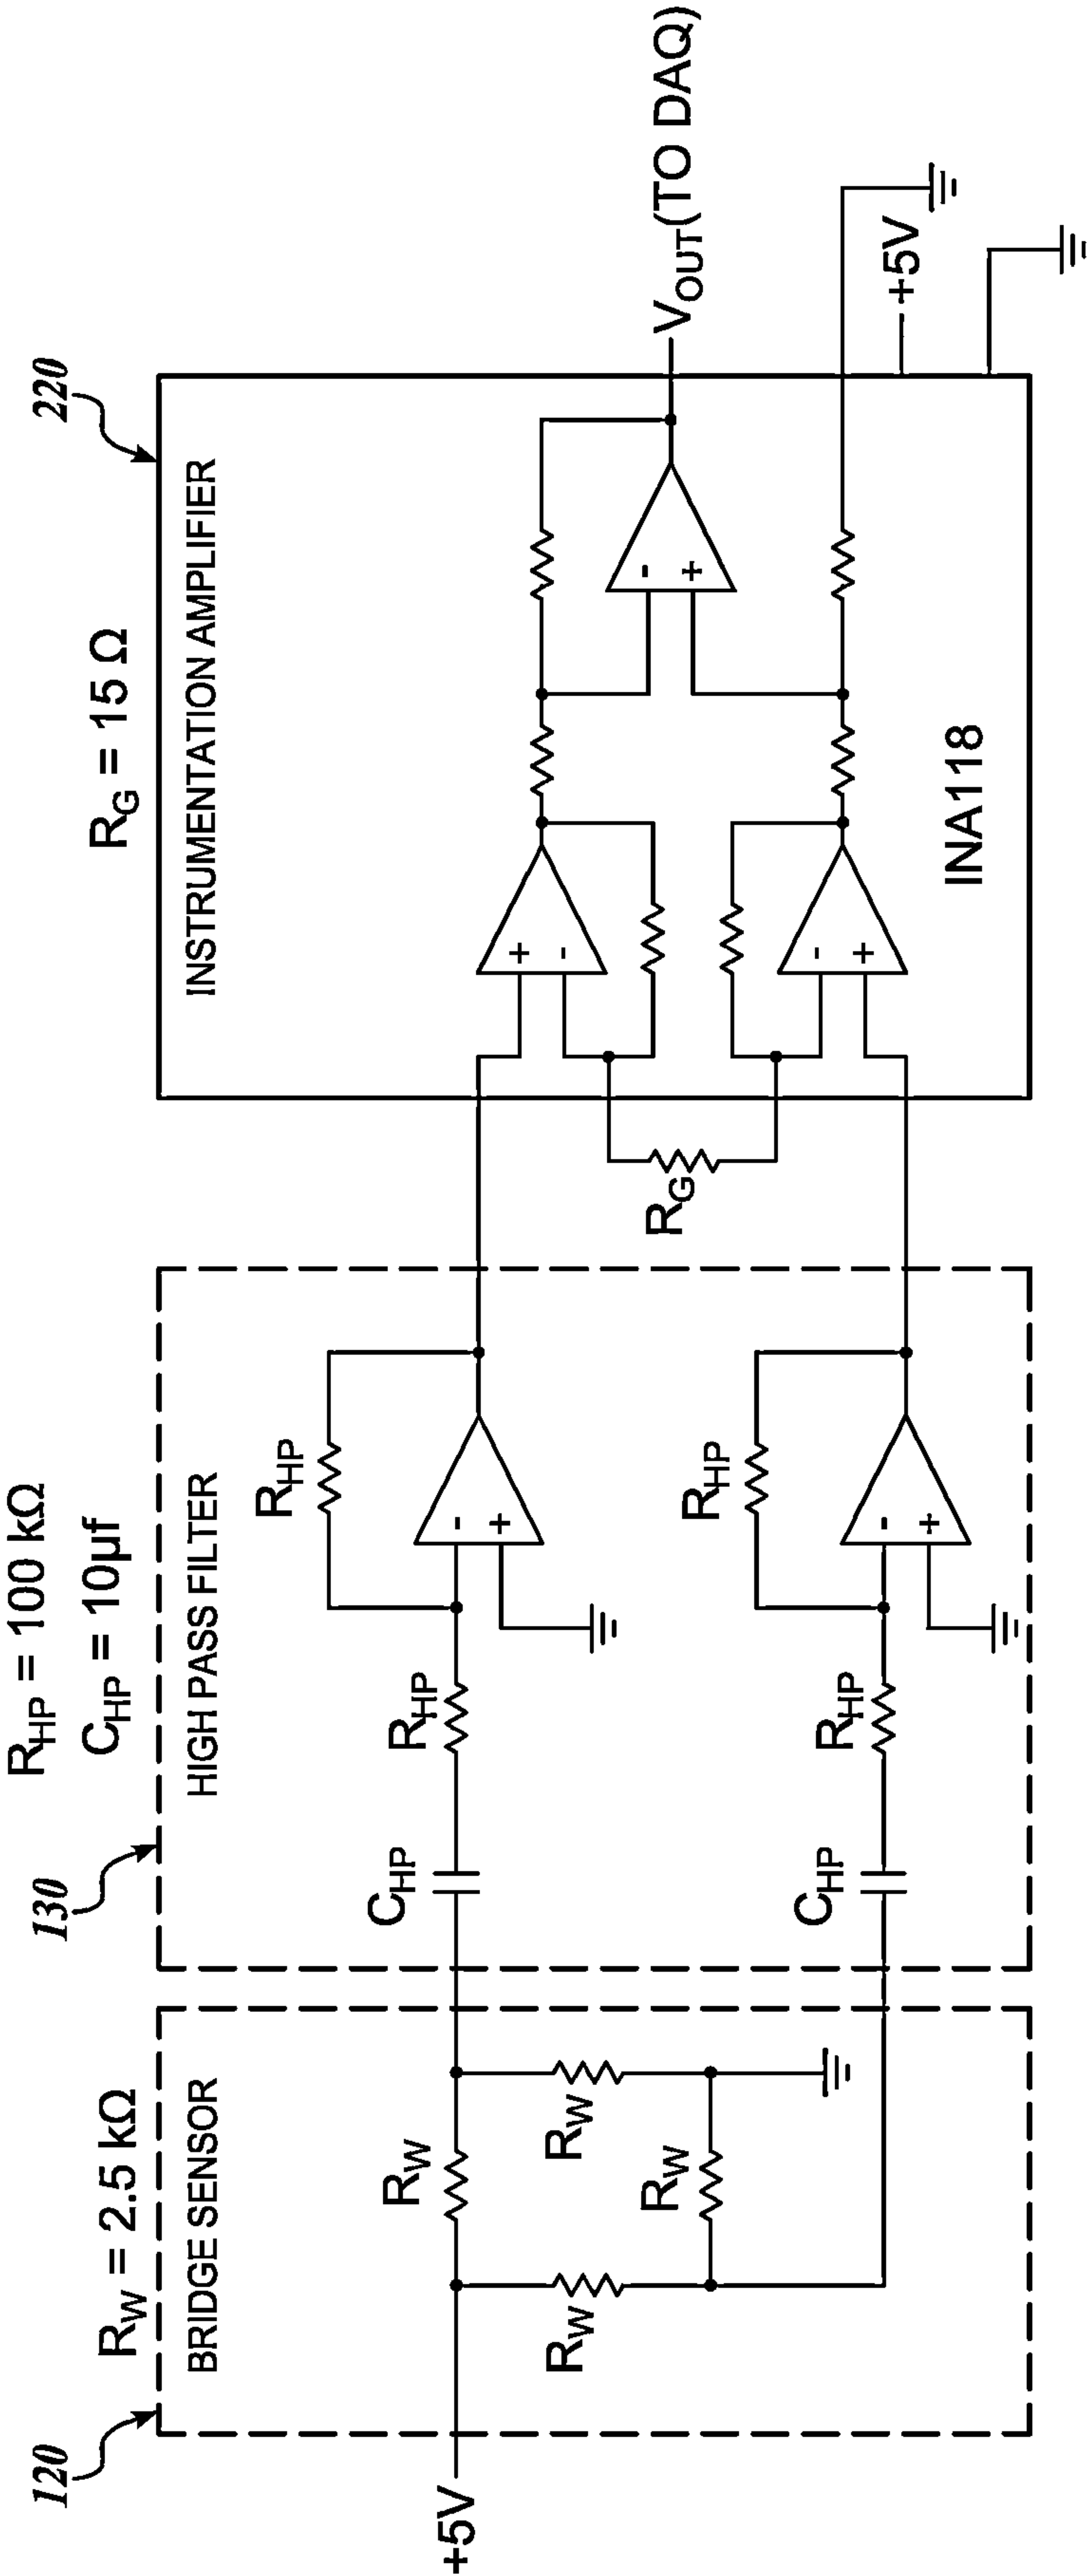 R_W = 2.5 kΩ
R_HP = 100 kΩ
C_HP = 10µf
R_G = 15 Ω
120
130
220
BRIDGE SENSOR
HIGH PASS FILTER
INSTRUMENTATION AMPLIFIER
+5V
R_W
R_W
R_W
R_W
C_HP
R_HP
R_HP
-
+
C_HP
R_HP
R_HP
-
+
R_G
+
-
-
+
-
+
INA118
V_OUT (TO DAQ)
+5V